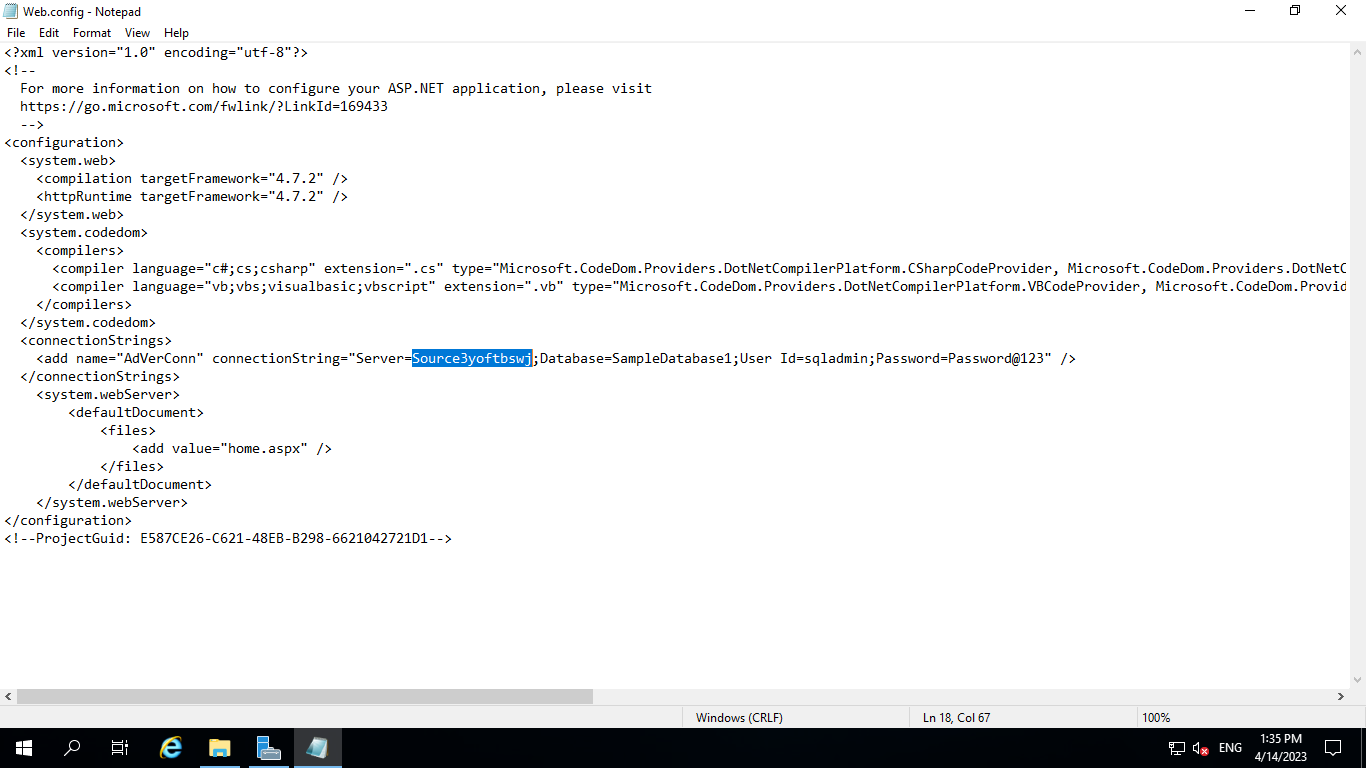 Web.config - Notepad
File Edit Format View Help
<?xml version="1.0" encoding="utf-8"?>
<!--
  For more information on how to configure your ASP.NET application, please visit
  https://go.microsoft.com/fwlink/?LinkId=169433
  -->
<configuration>
  <system.web>
    <compilation targetFramework="4.7.2" />
    <httpRuntime targetFramework="4.7.2" />
  </system.web>
  <system.codedom>
    <compilers>
      <compiler language="c#;cs;csharp" extension=".cs" type="Microsoft.CodeDom.Providers.DotNetCompilerPlatform.CSharpCodeProvider, Microsoft.CodeDom.Providers.DotNetC
      <compiler language="vb;vbs;visualbasic;vbscript" extension=".vb" type="Microsoft.CodeDom.Providers.DotNetCompilerPlatform.VBCodeProvider, Microsoft.CodeDom.Provid
    </compilers>
  </system.codedom>
  <connectionStrings>
    <add name="AdVerConn" connectionString="Server=Source3yoftbswj;Database=SampleDatabase1;User Id=sqladmin;Password=Password@123" />
  </connectionStrings>
    <system.webServer>
        <defaultDocument>
            <files>
                <add value="home.aspx" />
            </files>
        </defaultDocument>
    </system.webServer>
</configuration>
<!--ProjectGuid: E587CE26-C621-48EB-B298-6621042721D1-->
Windows (CRLF) Ln 18, Col 67 100%
ENG
1:35 PM
4/14/2023